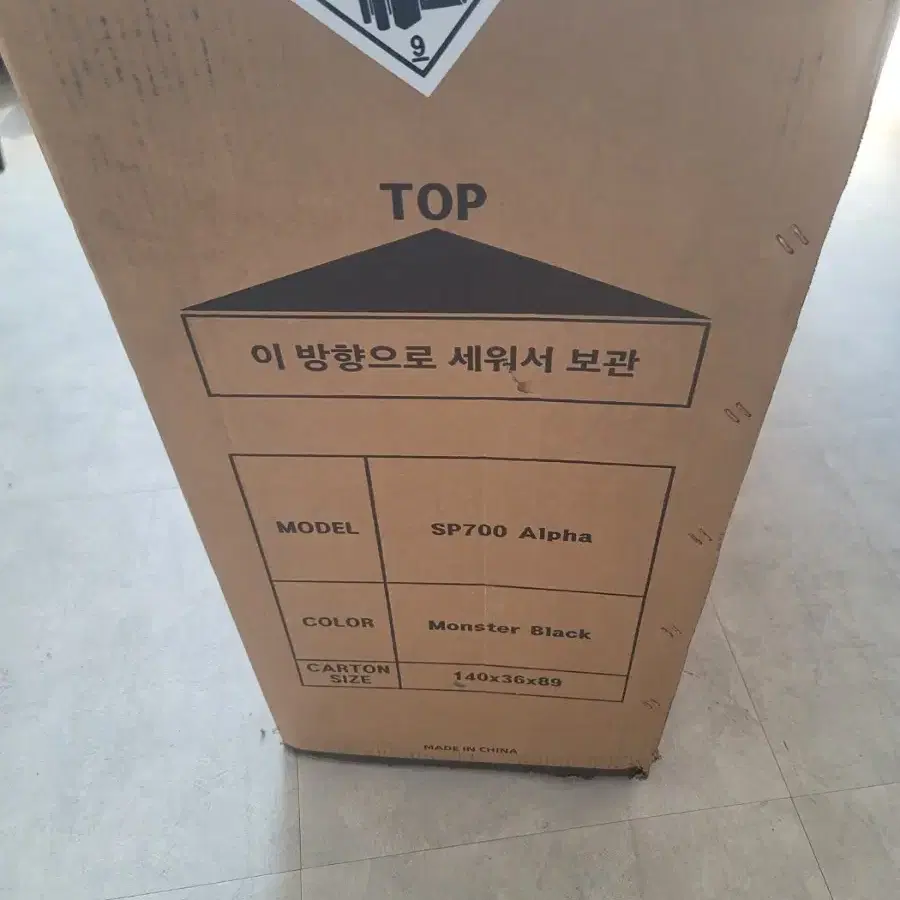 9
TOP
이 방향으로 세워서 보관
MODEL
SP700 Alpha
COLOR
Monster Black
CARTON
SIZE
140x36x89
MADE IN CHINA